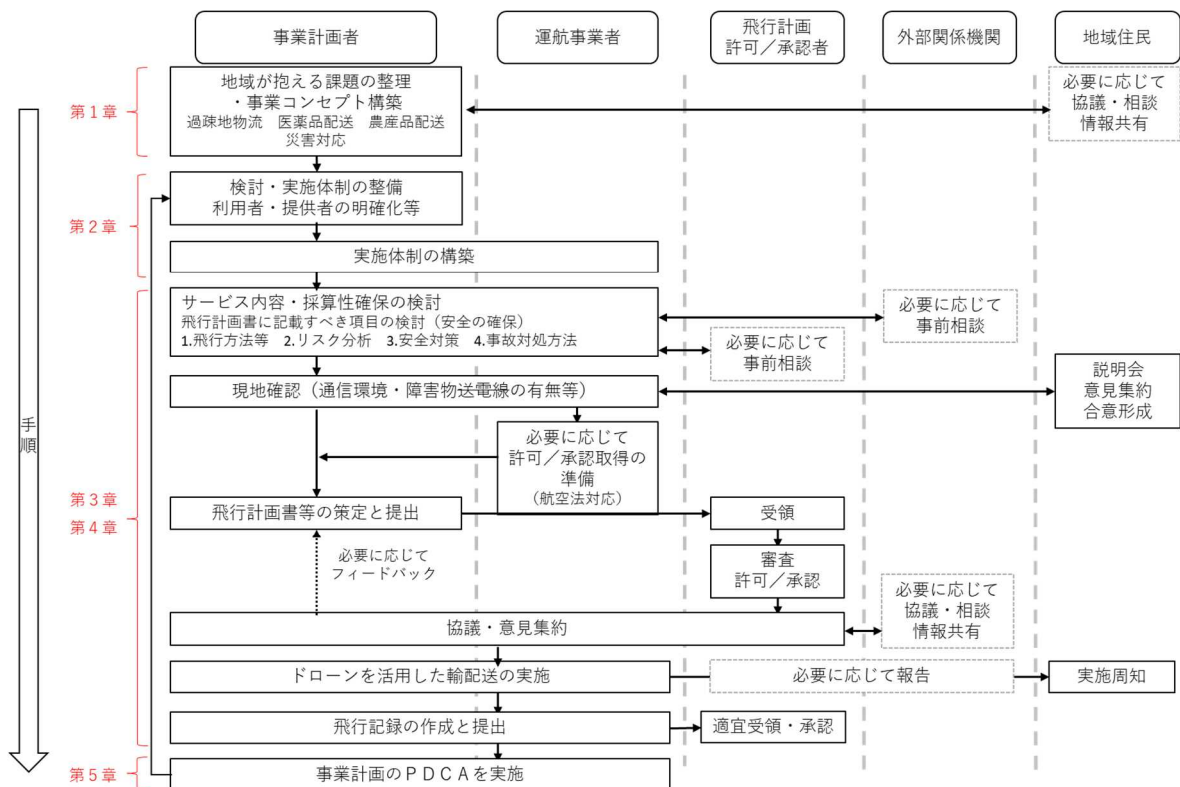 事業計画者
運航事業者
飛行計画
許可／承認者
外部関係機関
地域住民
手順
第１章
地域が抱える課題の整理
・事業コンセプト構築
過疎地物流　医薬品配送　農産品配送
災害対応
必要に応じて
協議・相談
情報共有
第２章
検討・実施体制の整備
利用者・提供者の明確化等
実施体制の構築
第３章
第４章
サービス内容・採算性確保の検討
飛行計画書に記載すべき項目の検討（安全の確保）
1.飛行方法等　2.リスク分析　3.安全対策　4.事故対処方法
必要に応じて
事前相談
必要に応じて
事前相談
現地確認（通信環境・障害物送電線の有無等）
説明会
意見集約
合意形成
必要に応じて
許可／承認取得の
準備
（航空法対応）
飛行計画書等の策定と提出
受領
必要に応じて
フィードバック
審査
許可／承認
協議・意見集約
必要に応じて
協議・相談
情報共有
ドローンを活用した輸配送の実施
必要に応じて報告
実施周知
飛行記録の作成と提出
適宜受領・承認
第５章
事業計画のＰＤＣＡを実施